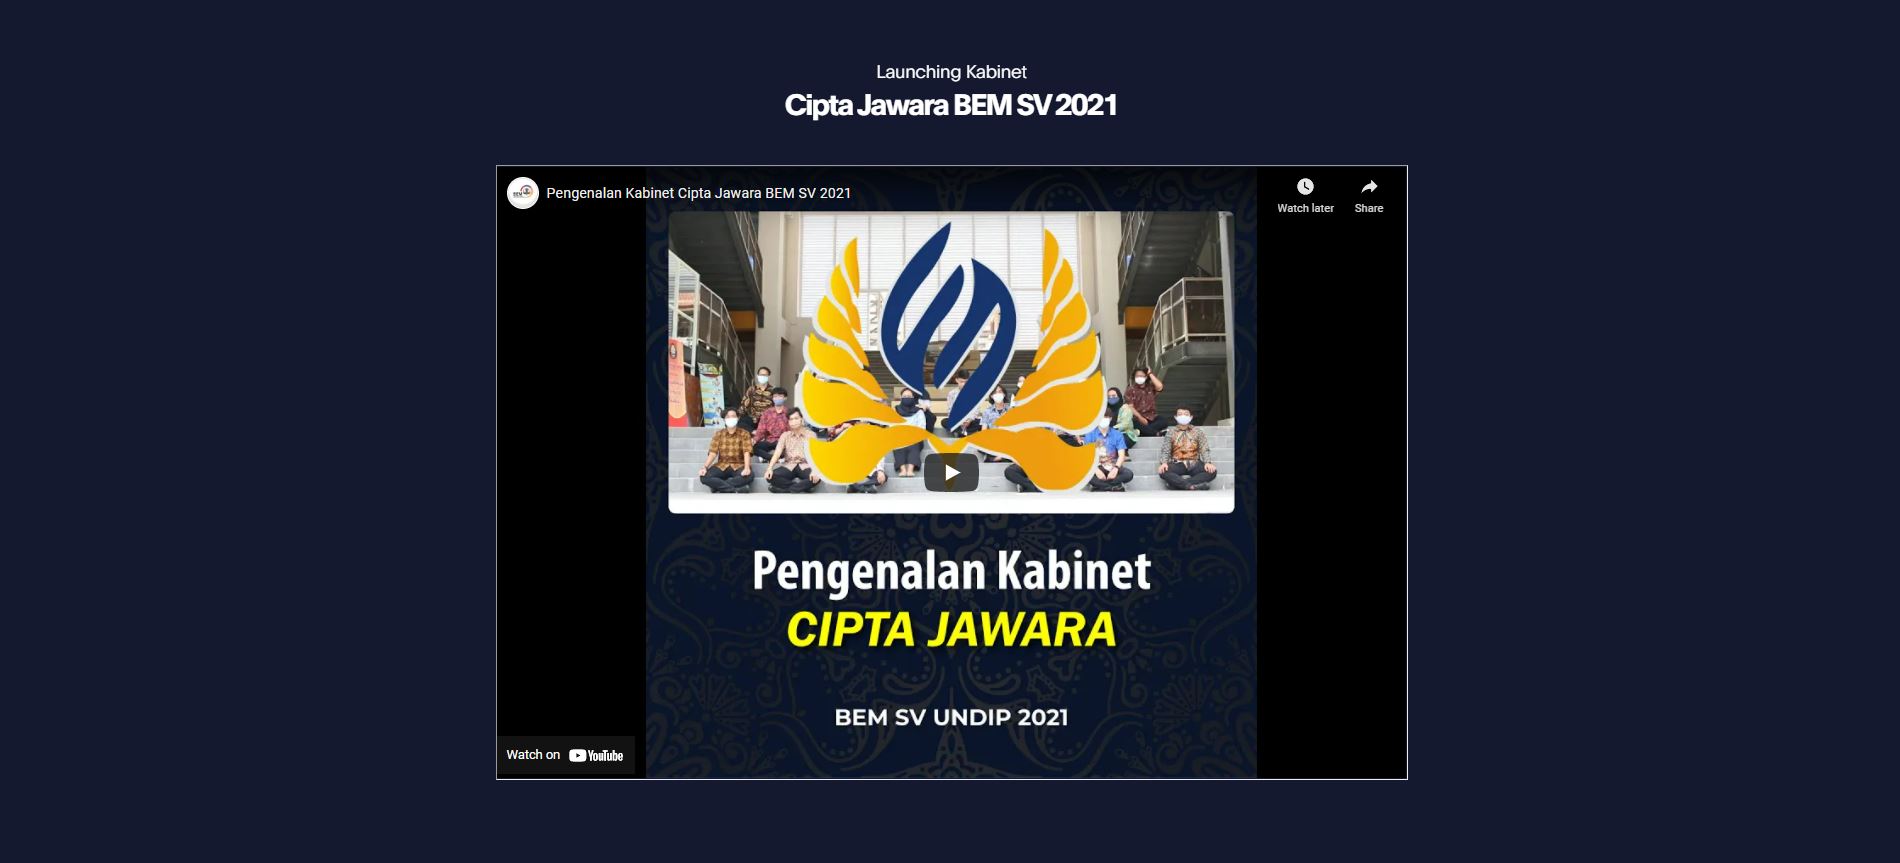 Launching Kabinet
Cipta Jawara BEM SV 2021
Pengenalan Kabinet Cipta Jawara BEM SV 2021
Watch later
Share
Pengenalan Kabinet
CIPTA JAWARA
BEM SV UNDIP 2021
Watch on YouTube